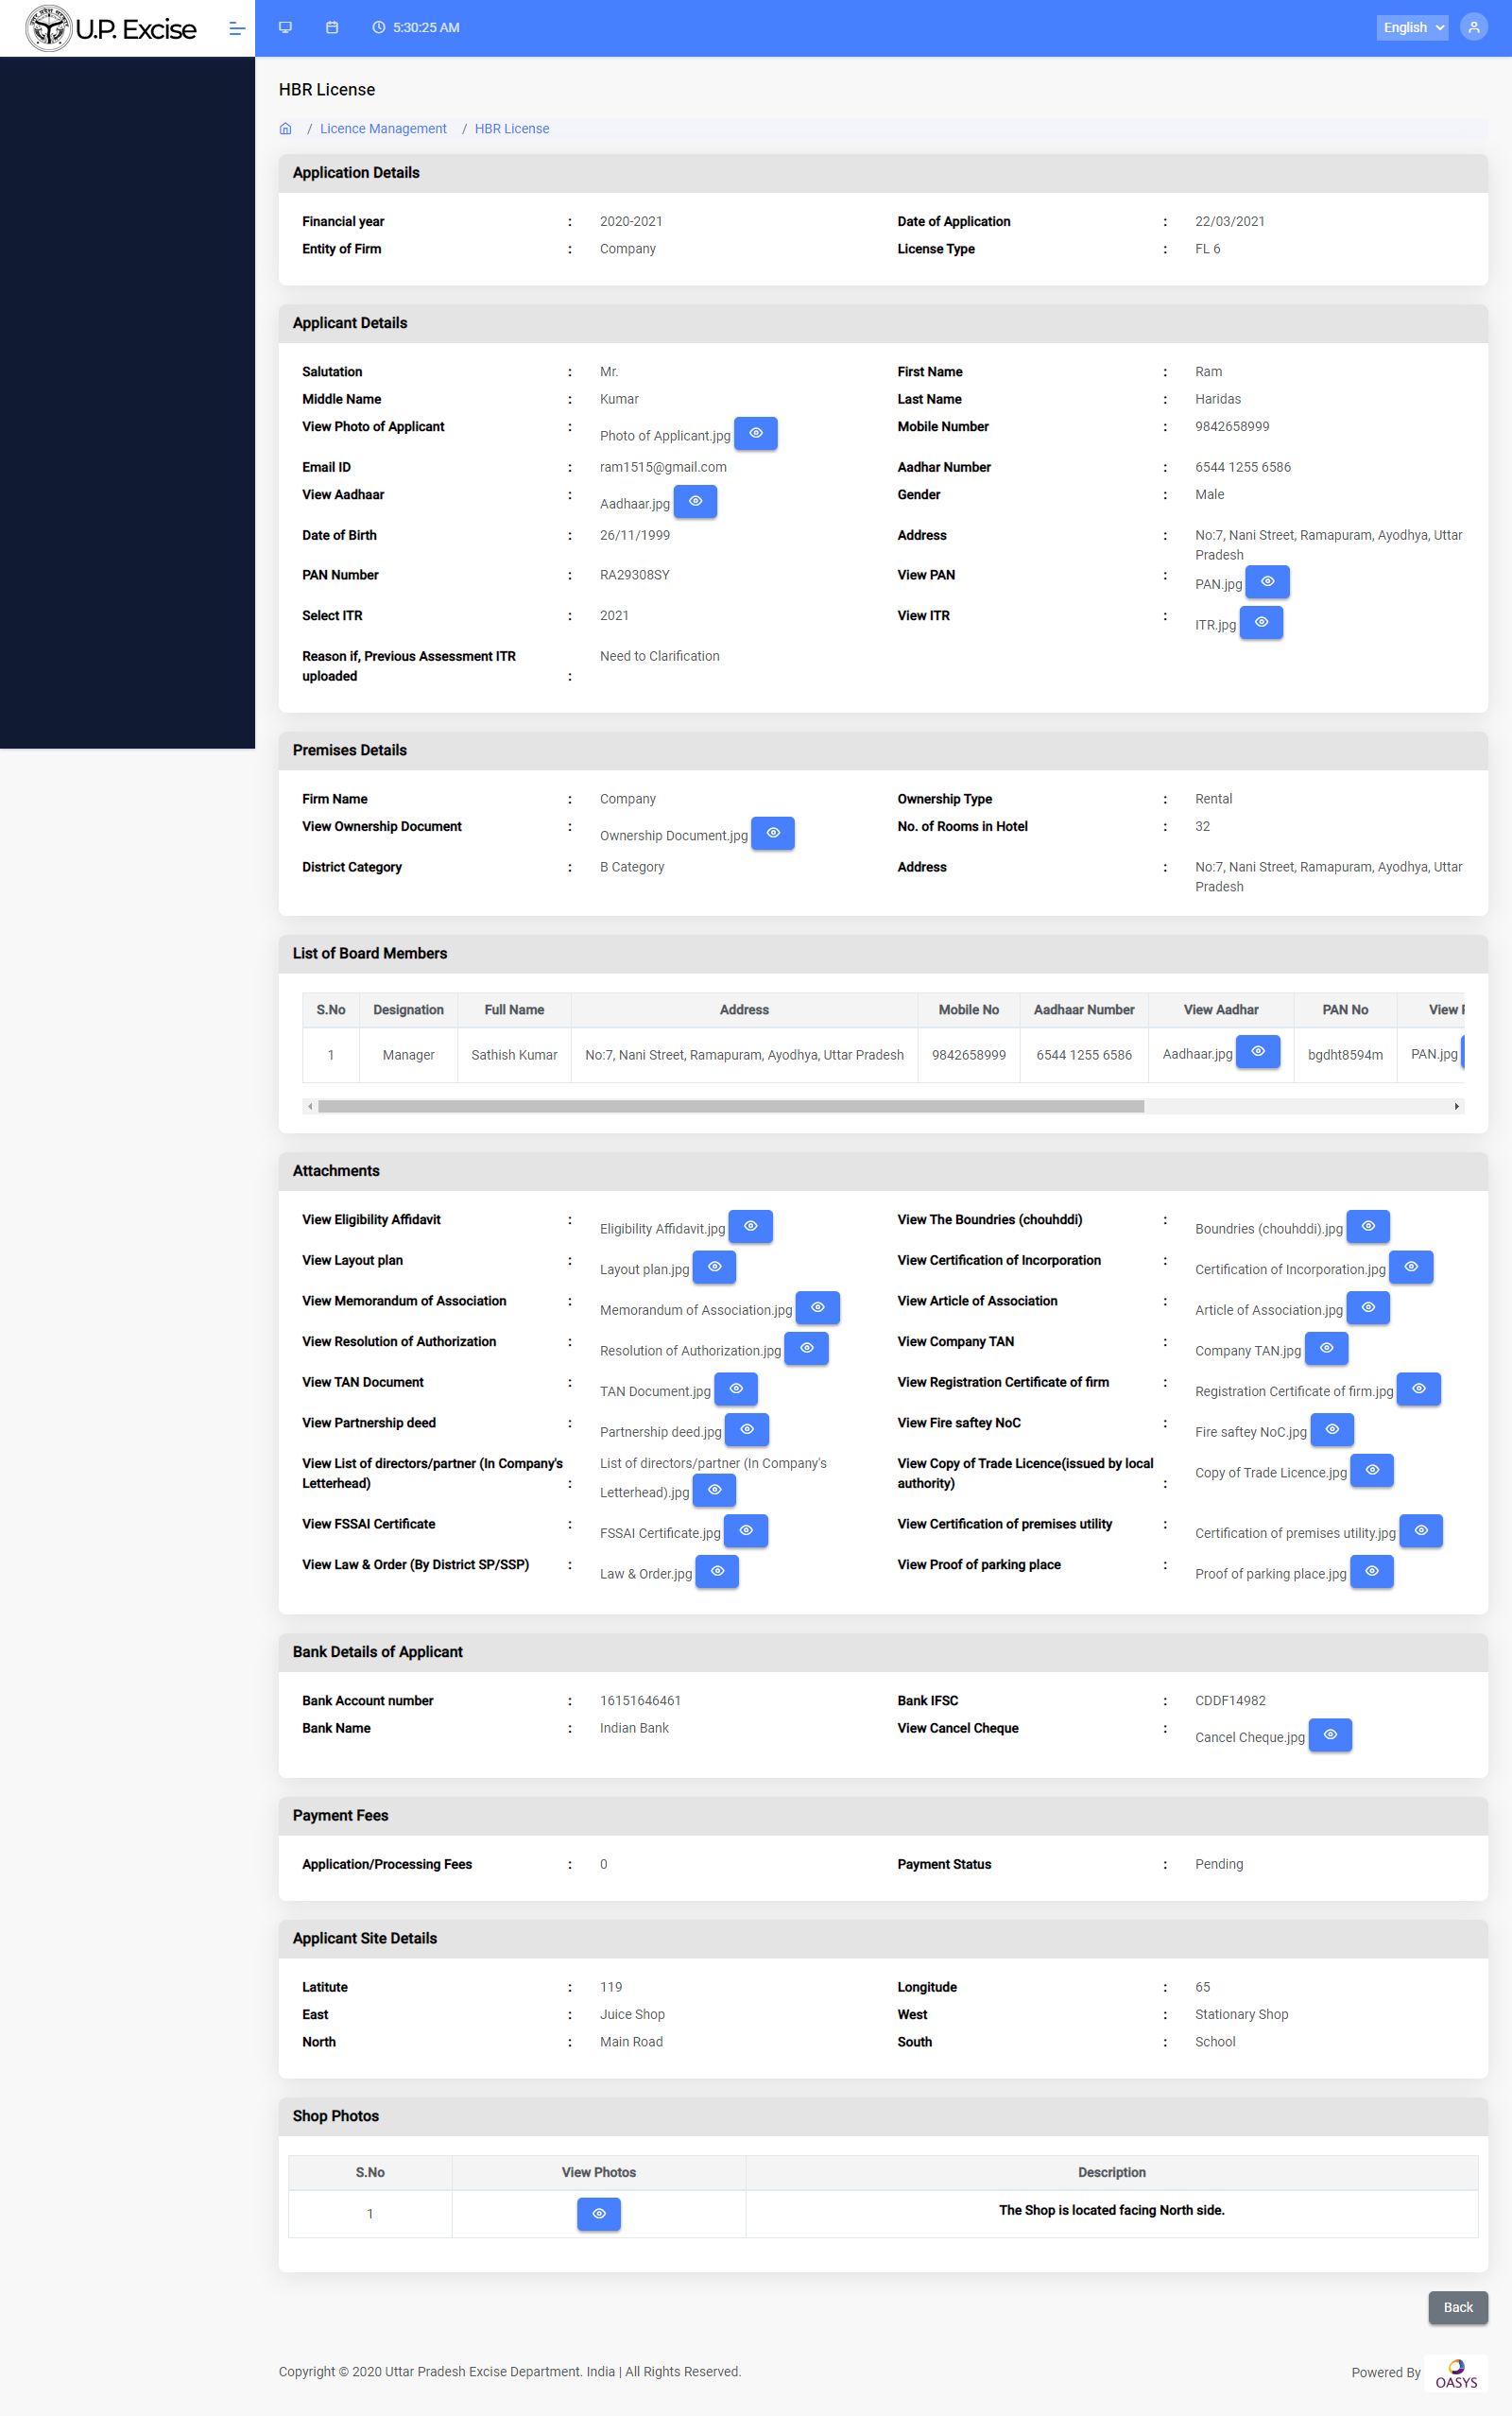 U.P. Excise
5:30:25 AM
English
HBR License
/ Licence Management / HBR License
Application Details
Financial year : 2020-2021 Date of Application : 22/03/2021
Entity of Firm : Company License Type : FL 6
Applicant Details
Salutation : Mr. First Name : Ram
Middle Name : Kumar Last Name : Haridas
View Photo of Applicant : Photo of Applicant.jpg Mobile Number : 9842658999
Email ID : ram1515@gmail.com Aadhar Number : 6544 1255 6586
View Aadhaar : Aadhaar.jpg Gender : Male
Date of Birth : 26/11/1999 Address : No:7, Nani Street, Ramapuram, Ayodhya, Uttar
Pradesh
PAN Number : RA29308SY View PAN : PAN.jpg
Select ITR : 2021 View ITR : ITR.jpg
Reason if, Previous Assessment ITR Need to Clarification
uploaded :
Premises Details
Firm Name : Company Ownership Type : Rental
View Ownership Document : Ownership Document.jpg No. of Rooms in Hotel : 32
District Category : B Category Address : No:7, Nani Street, Ramapuram, Ayodhya, Uttar
Pradesh
List of Board Members
S.No Designation Full Name Address Mobile No Aadhaar Number View Aadhar PAN No View
1 Manager Sathish Kumar No:7, Nani Street, Ramapuram, Ayodhya, Uttar Pradesh 9842658999 6544 1255 6586 Aadhaar.jpg bgdht8594m PAN.jpg
Attachments
View Eligibility Affidavit : Eligibility Affidavit.jpg View The Boundries (chouhddi) : Boundries (chouhddi).jpg
View Layout plan : Layout plan.jpg View Certification of Incorporation : Certification of Incorporation.jpg
View Memorandum of Association : Memorandum of Association.jpg View Article of Association : Article of Association.jpg
View Resolution of Authorization : Resolution of Authorization.jpg View Company TAN : Company TAN.jpg
View TAN Document : TAN Document.jpg View Registration Certificate of firm : Registration Certificate of firm.jpg
View Partnership deed : Partnership deed.jpg View Fire saftey NoC : Fire saftey NoC.jpg
View List of directors/partner (In Company's List of directors/partner (In Company's View Copy of Trade Licence(issued by local Copy of Trade Licence.jpg
Letterhead) : Letterhead).jpg authority) :
View FSSAI Certificate : FSSAI Certificate.jpg View Certification of premises utility : Certification of premises utility.jpg
View Law & Order (By District SP/SSP) : Law & Order.jpg View Proof of parking place : Proof of parking place.jpg
Bank Details of Applicant
Bank Account number : 16151646461 Bank IFSC : CDDF14982
Bank Name : Indian Bank View Cancel Cheque : Cancel Cheque.jpg
Payment Fees
Application/Processing Fees : 0 Payment Status : Pending
Applicant Site Details
Latitute : 119 Longitude : 65
East : Juice Shop West : Stationary Shop
North : Main Road South : School
Shop Photos
S.No View Photos Description
1 The Shop is located facing North side.
Back
Copyright © 2020 Uttar Pradesh Excise Department. India | All Rights Reserved. Powered By OASYS